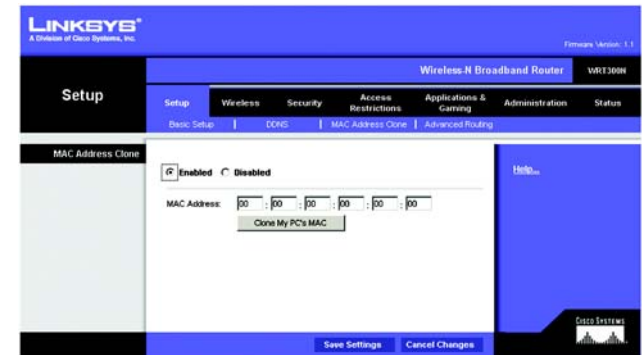 LINKSYS®
A Division of Cisco Systems, Inc.
Firmware Version: 1.1
Wireless-N Broadband Router WRT300N
Setup
Setup Wireless Security Access Restrictions Applications & Gaming Administration Status
Basic Setup | DDNS | MAC Address Clone | Advanced Routing
MAC Address Clone
Enabled Disabled
Help...
MAC Address: 00 : 00 : 00 : 00 : 00 : 00
Clone My PC's MAC
CISCO SYSTEMS
Save Settings Cancel Changes